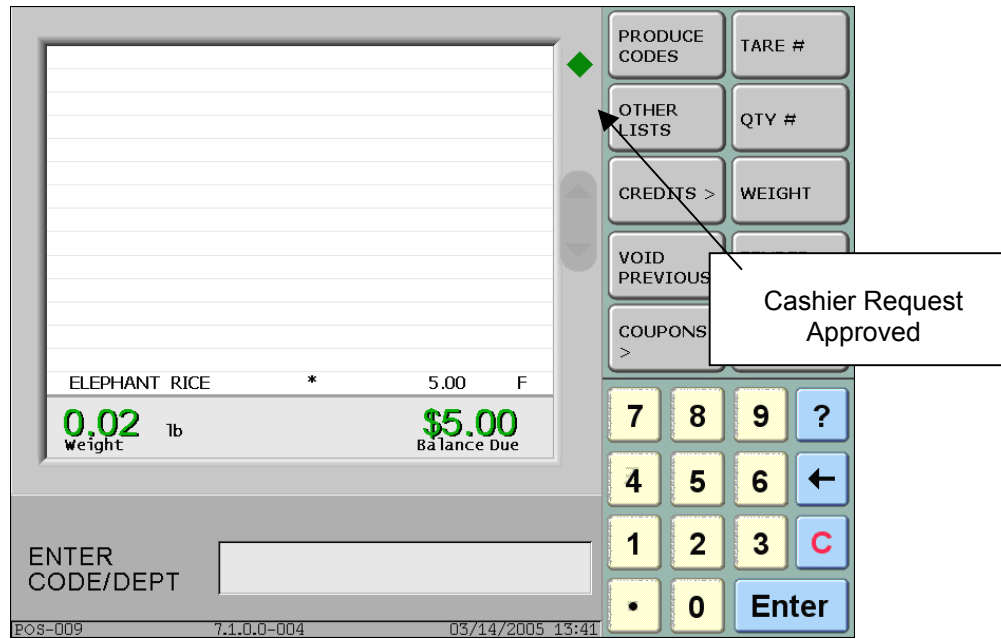 PRODUCE
CODES
TARE #
OTHER
LISTS
QTY #
CREDITS >
WEIGHT
VOID
PREVIOUS
Cashier Request
Approved
COUPONS
>
ELEPHANT RICE * 5.00 F
0.02 lb $5.00
Weight Balance Due
7 8 9 ?
4 5 6 ←
1 2 3 C
. 0 Enter
ENTER
CODE/DEPT
POS-009 7.1.0.0-004 03/14/2005 13:41